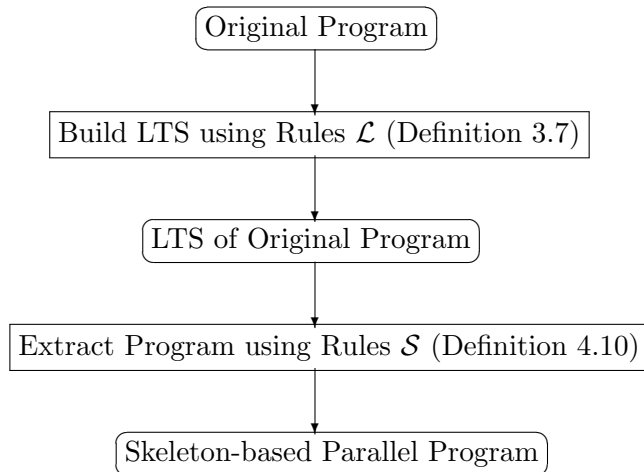 Original Program
Build LTS using Rules ℒ (Definition 3.7)
LTS of Original Program
Extract Program using Rules 𝒮 (Definition 4.10)
Skeleton-based Parallel Program